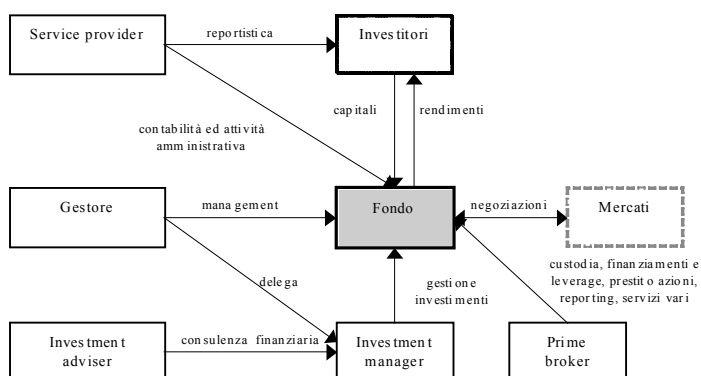 Service provider
reportistica
Investitori
capitali
rendimenti
contabilità ed attività
amministrativa
Gestore
management
Fondo
negoziazioni
Mercati
custodia, finanziamenti e
leverage, prestito azioni,
reporting, servizi vari
delega
gestione
investimenti
Investment
adviser
consulenza finanziaria
Investment
manager
Prime
broker